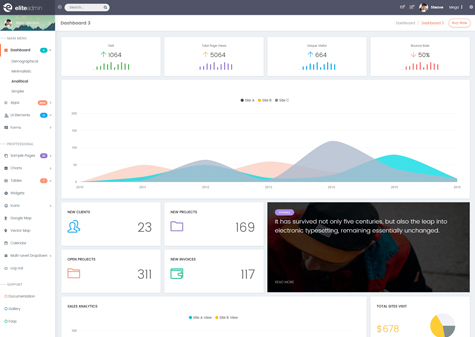 eliteadmin
Search...
Steave
Mega
MAIN MENU
Dashboard
Demographical
Minimalistic
Analitical
Simpler
Apps
UI Elements
Forms
PROFFESSIONAL
Sample Pages
Charts
Tables
Widgets
Icons
Google Map
Vector Map
Calendar
Multi-Level Dropdown
Log out
SUPPORT
Documentation
Gallery
Faqs
Dashboard 3
Dashboard
Dashboard 3
Buy Now
Visit
1064
Total Page Views
5064
Unique Visitor
664
Bounce Rate
50%
Site A
Site B
Site C
200
150
100
50
0
2010
2011
2012
2013
2014
2015
2016
NEW CLIENTS
23
NEW PROJECTS
169
OPEN PROJECTS
311
NEW INVOICES
117
It has survived not only five centuries, but also the leap into
electronic typesetting, remaining essentially unchanged.
READ MORE
SALES ANALYTICS
Site A View
Site B View
TOTAL SITES VISIT
$678